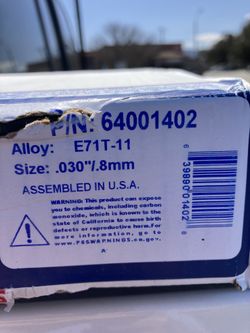 P/N: 64001402
Alloy: E71T-11
Size: .030"/.8mm
ASSEMBLED IN U.S.A.
WARNING: This product can expose
you to chemicals, including carbon
monoxide, which is known to the
state of California to cause birth
defects or reproductive harm. For
more information, go to
www.P65WARNINGS.ca.gov
A